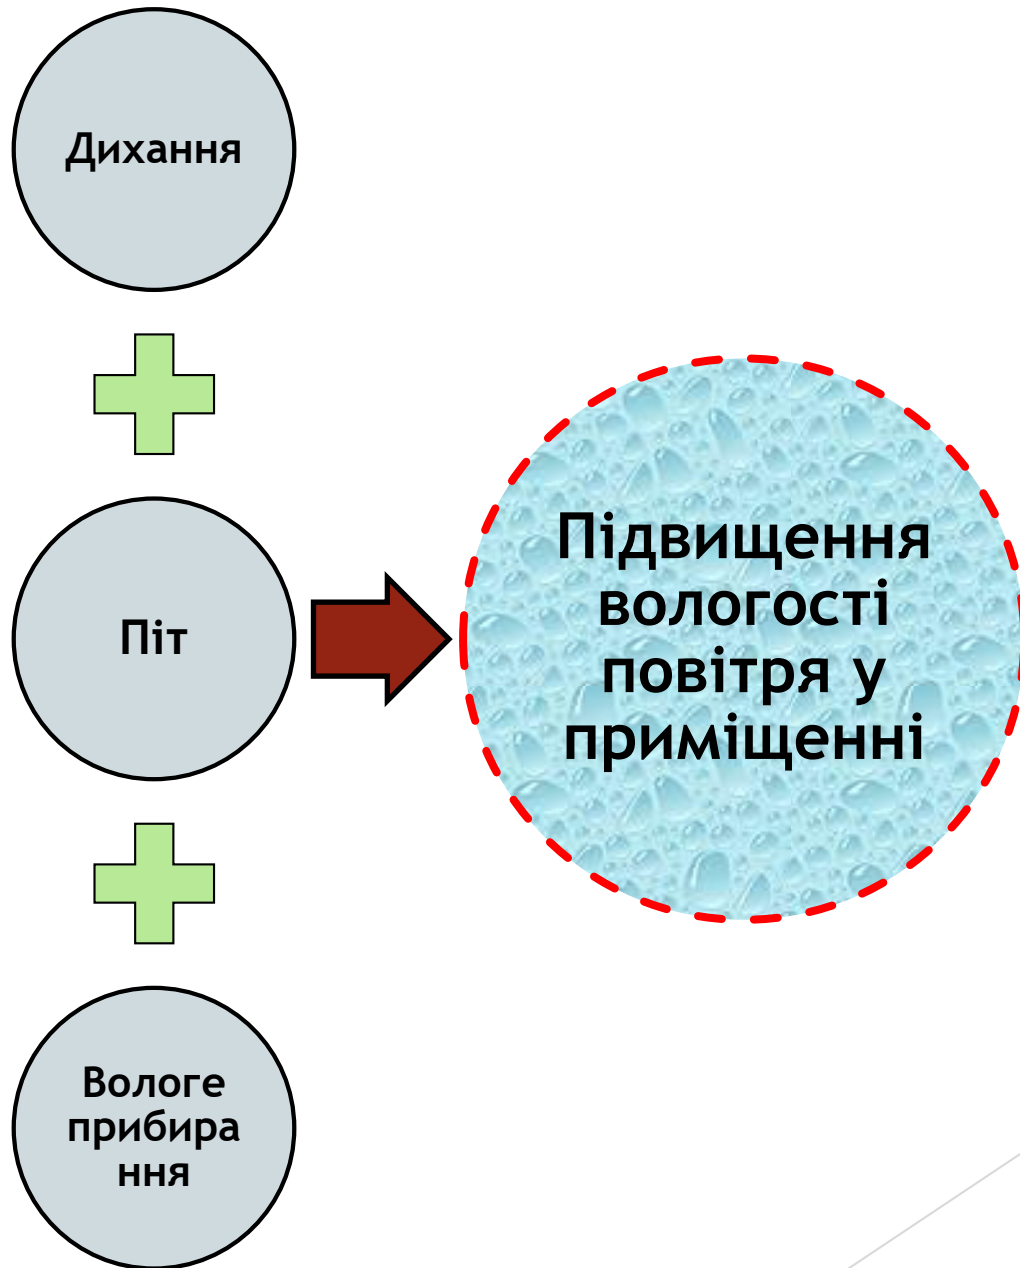 Дихання
Піт
Вологе
прибира
ння
Підвищення
вологості
повітря у
приміщенні